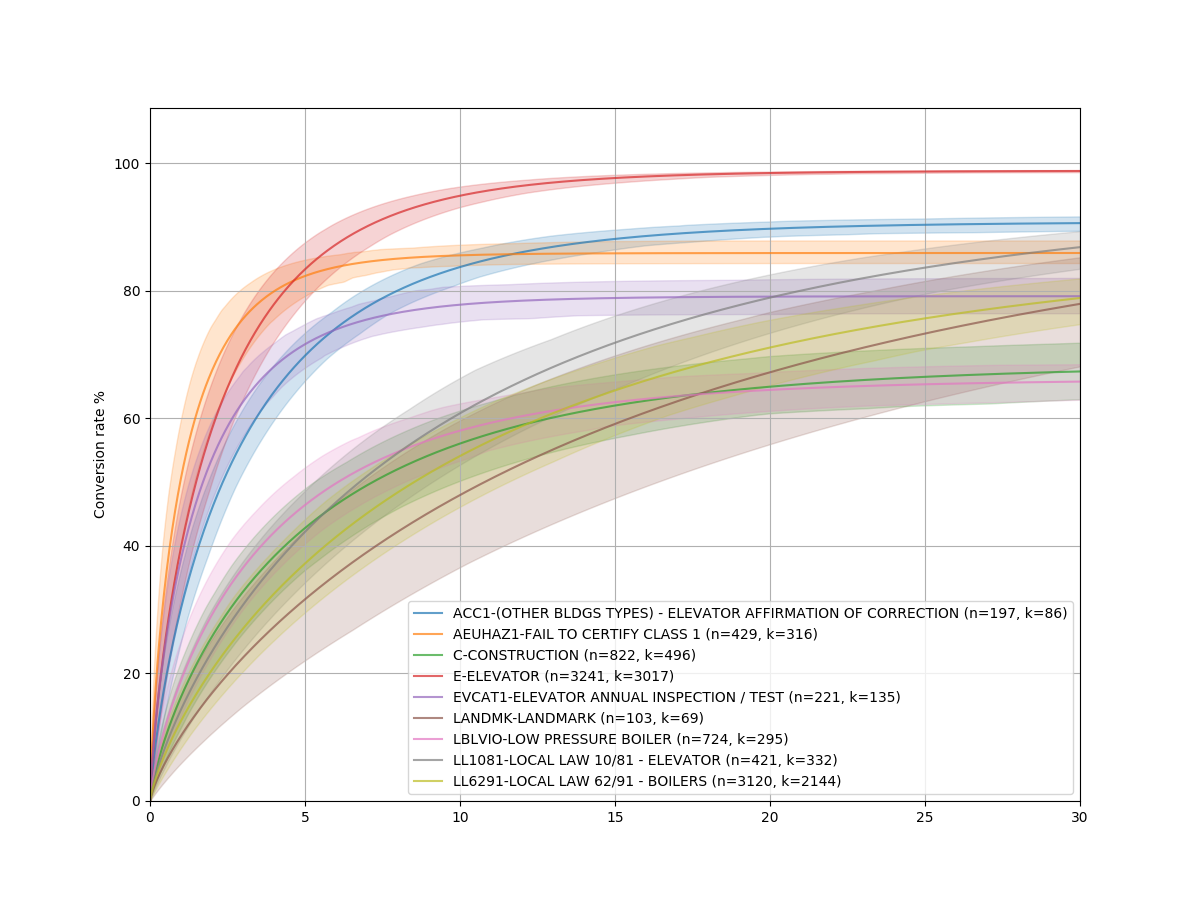 100
80
60
40
20
0
Conversion rate %
0 5 10 15 20 25 30
ACC1-(OTHER BLDGS TYPES) - ELEVATOR AFFIRMATION OF CORRECTION (n=197, k=86)
AEUHAZ1-FAIL TO CERTIFY CLASS 1 (n=429, k=316)
C-CONSTRUCTION (n=822, k=496)
E-ELEVATOR (n=3241, k=3017)
EVCAT1-ELEVATOR ANNUAL INSPECTION / TEST (n=221, k=135)
LANDMK-LANDMARK (n=103, k=69)
LBLVIO-LOW PRESSURE BOILER (n=724, k=295)
LL1081-LOCAL LAW 10/81 - ELEVATOR (n=421, k=332)
LL6291-LOCAL LAW 62/91 - BOILERS (n=3120, k=2144)